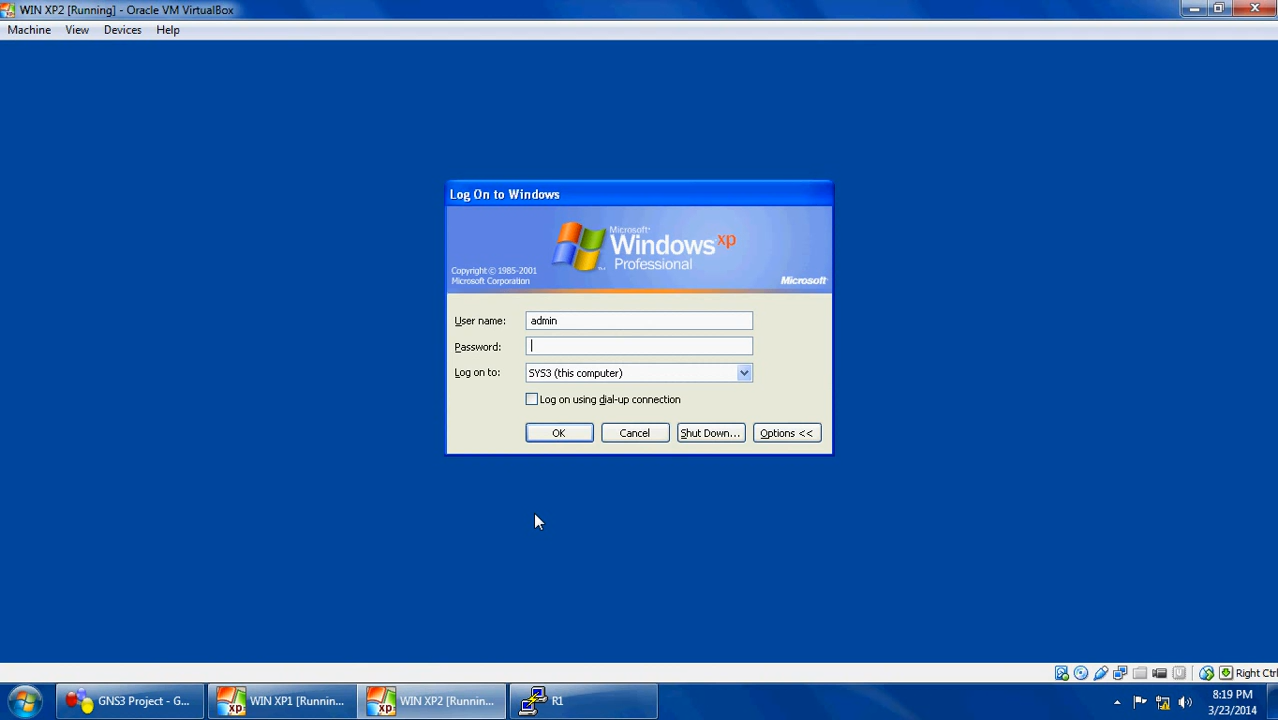 WIN XP2 [Running] - Oracle VM VirtualBox
Machine View Devices Help
Log On to Windows
Microsoft
Windows xp
Professional
Copyright © 1985-2001
Microsoft Corporation
Microsoft
User name: admin
Password:
Log on to: SYS3 (this computer)
Log on using dial-up connection
OK Cancel Shut Down... Options <<
Right Ctrl
GNS3 Project - G... WIN XP1 [Runnin... WIN XP2 [Runnin... R1
8:19 PM
3/23/2014